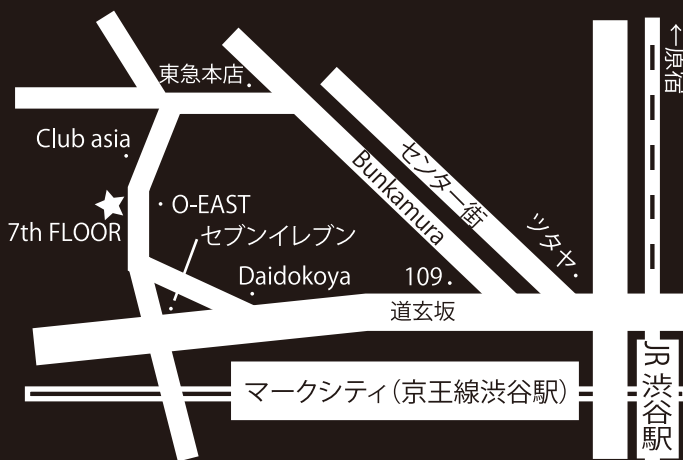 ←原宿
東急本店
Club asia
センター街
Bunkamura
O-EAST
ツタヤ
7th FLOOR
セブンイレブン
Daidokoya
109
道玄坂
JR渋谷駅
マークシティ(京王線渋谷駅)